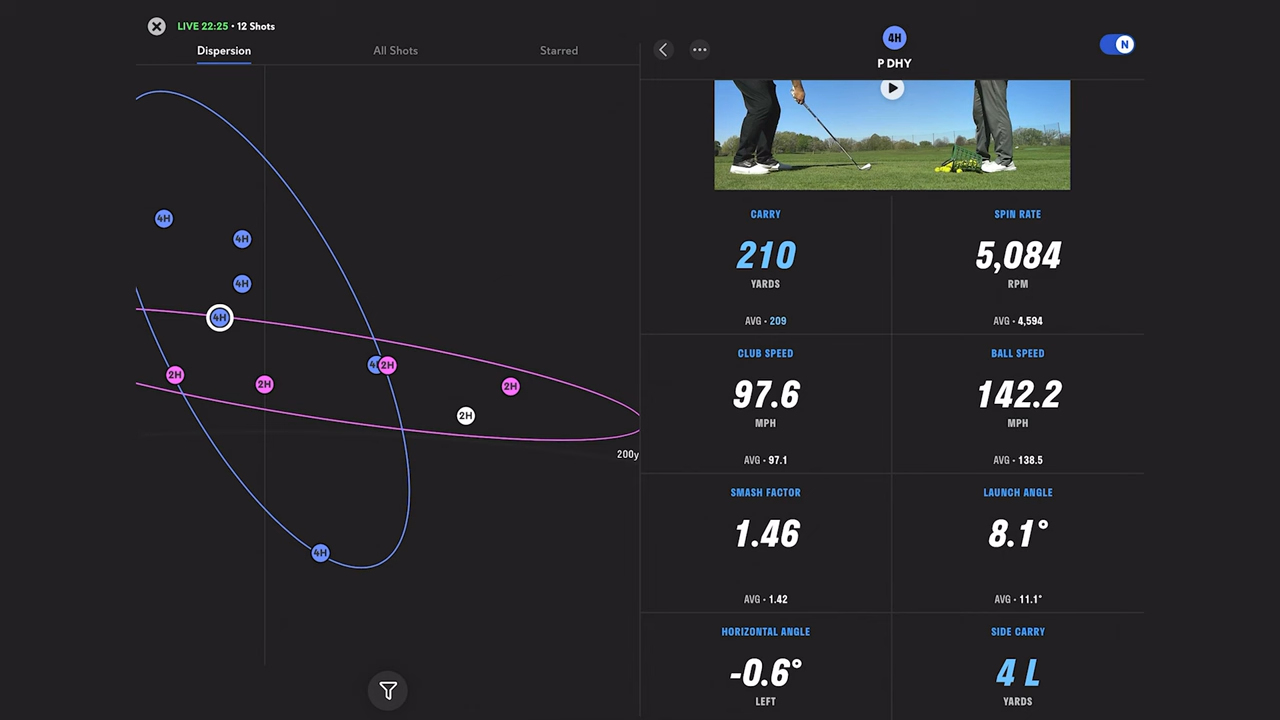 LIVE 22:25 • 12 Shots
Dispersion
All Shots
Starred
4H
4H
4H
4H
4H
2H
2H
2H
2H
2H
200y
4H
4H
P DHY
N
CARRY
210
YARDS
AVG • 209
SPIN RATE
5,084
RPM
AVG • 4,594
CLUB SPEED
97.6
MPH
AVG • 97.1
BALL SPEED
142.2
MPH
AVG • 138.5
SMASH FACTOR
1.46
AVG • 1.42
LAUNCH ANGLE
8.1°
AVG • 11.1°
HORIZONTAL ANGLE
-0.6°
LEFT
SIDE CARRY
4 L
YARDS